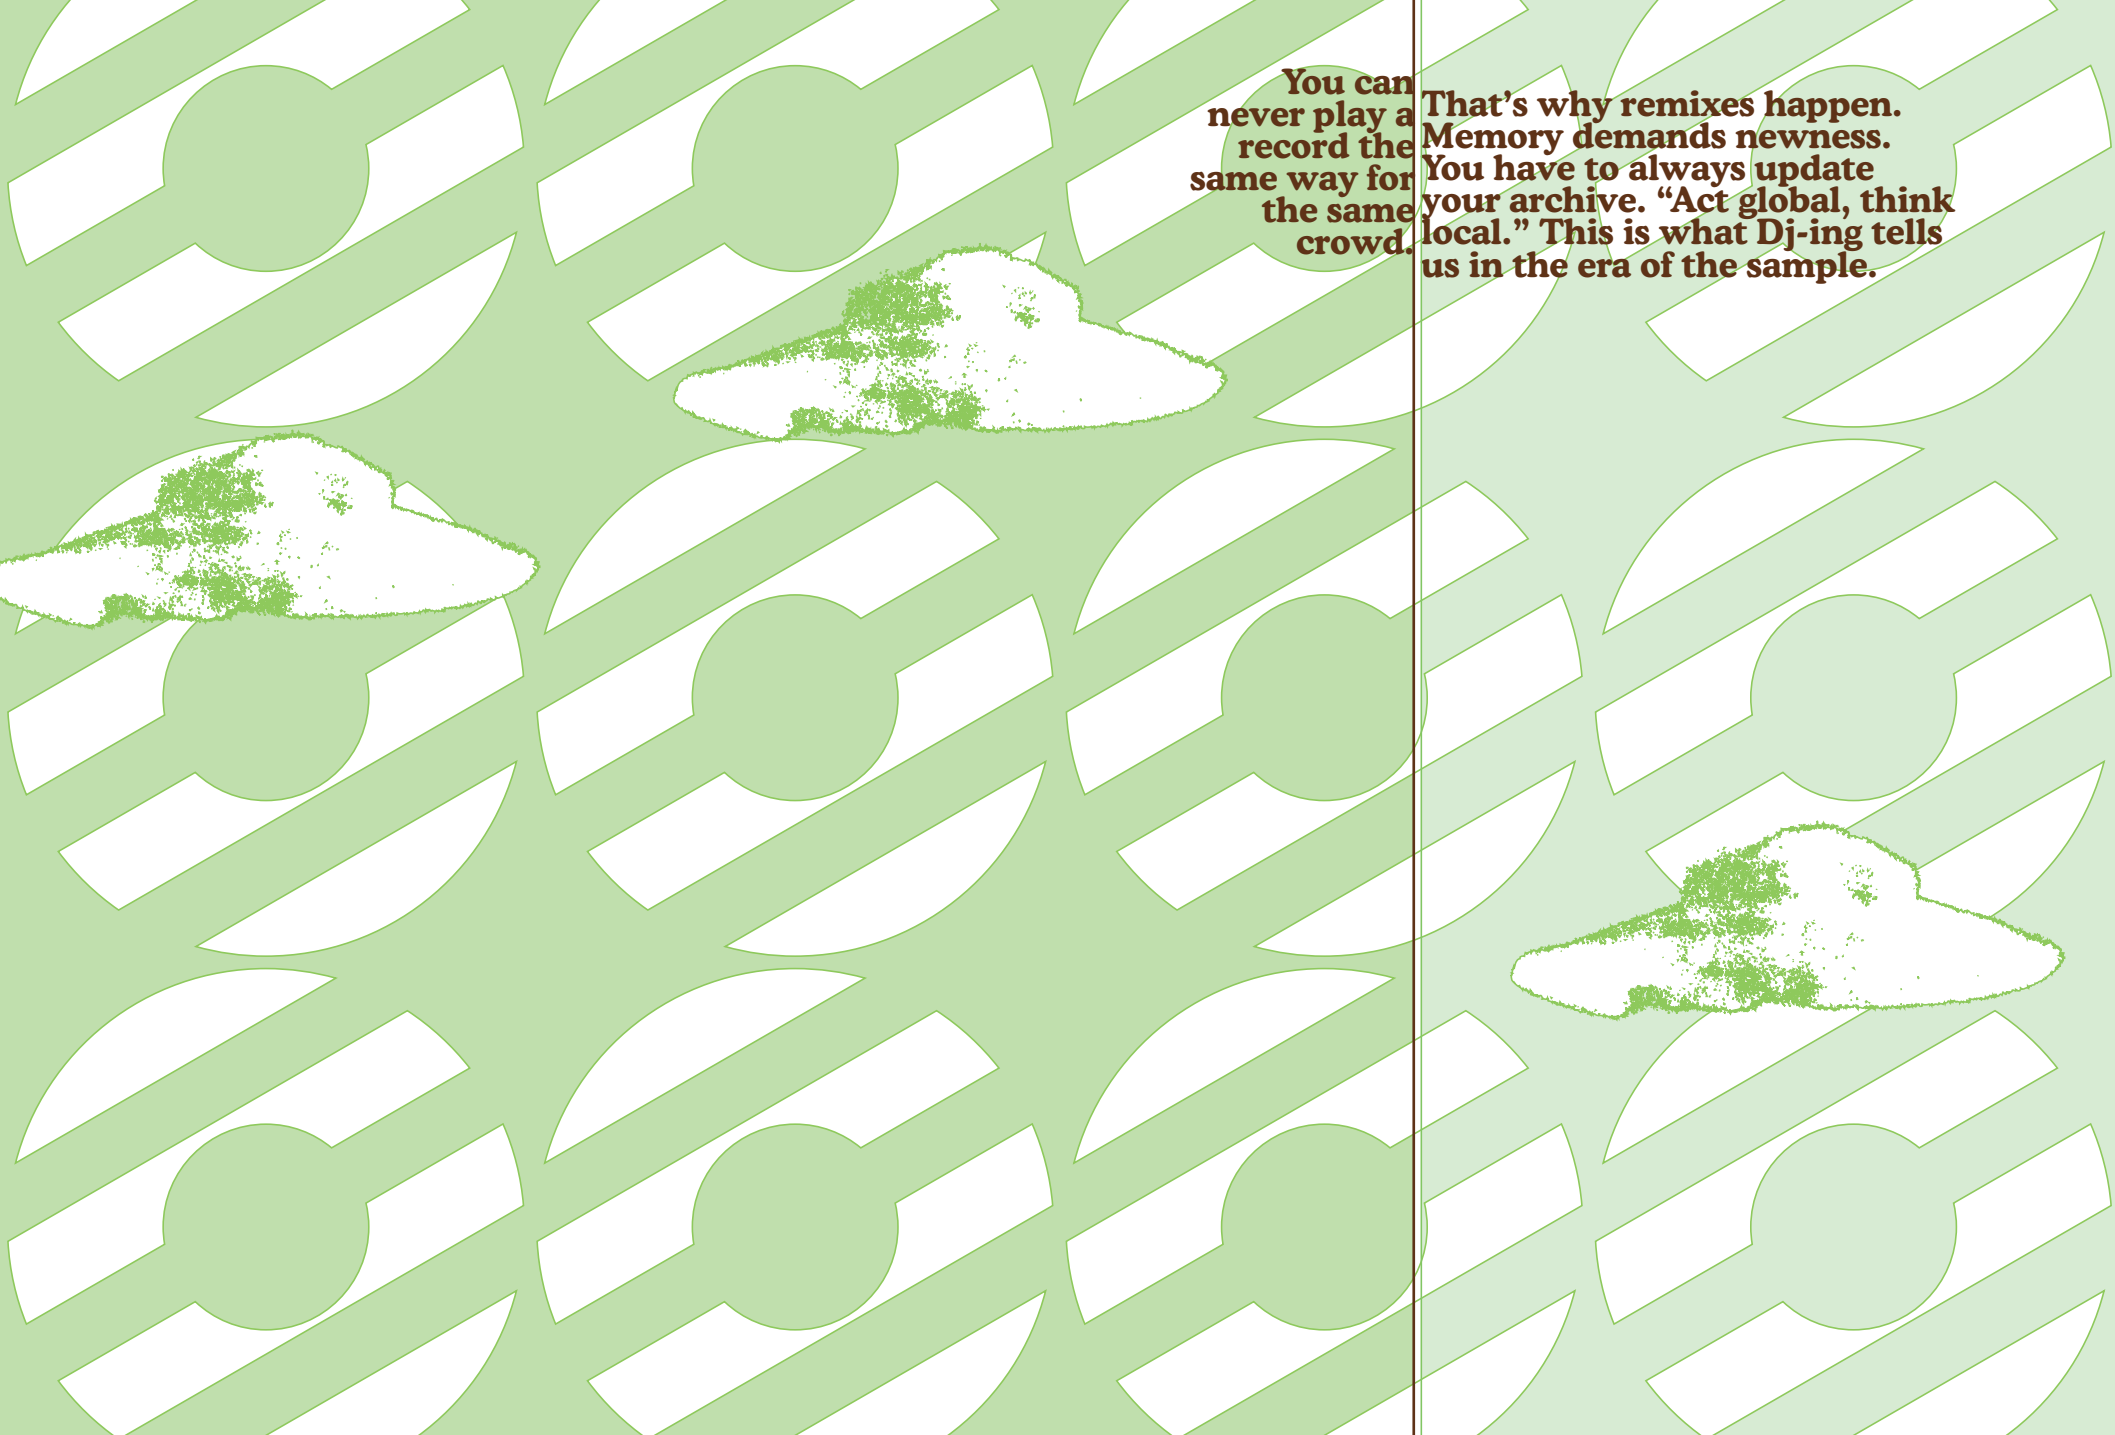 You can
never play a
record the
same way for
the same
crowd.
That’s why remixes happen.
Memory demands newness.
You have to always update
your archive. “Act global, think
local.” This is what Dj-ing tells
us in the era of the sample.